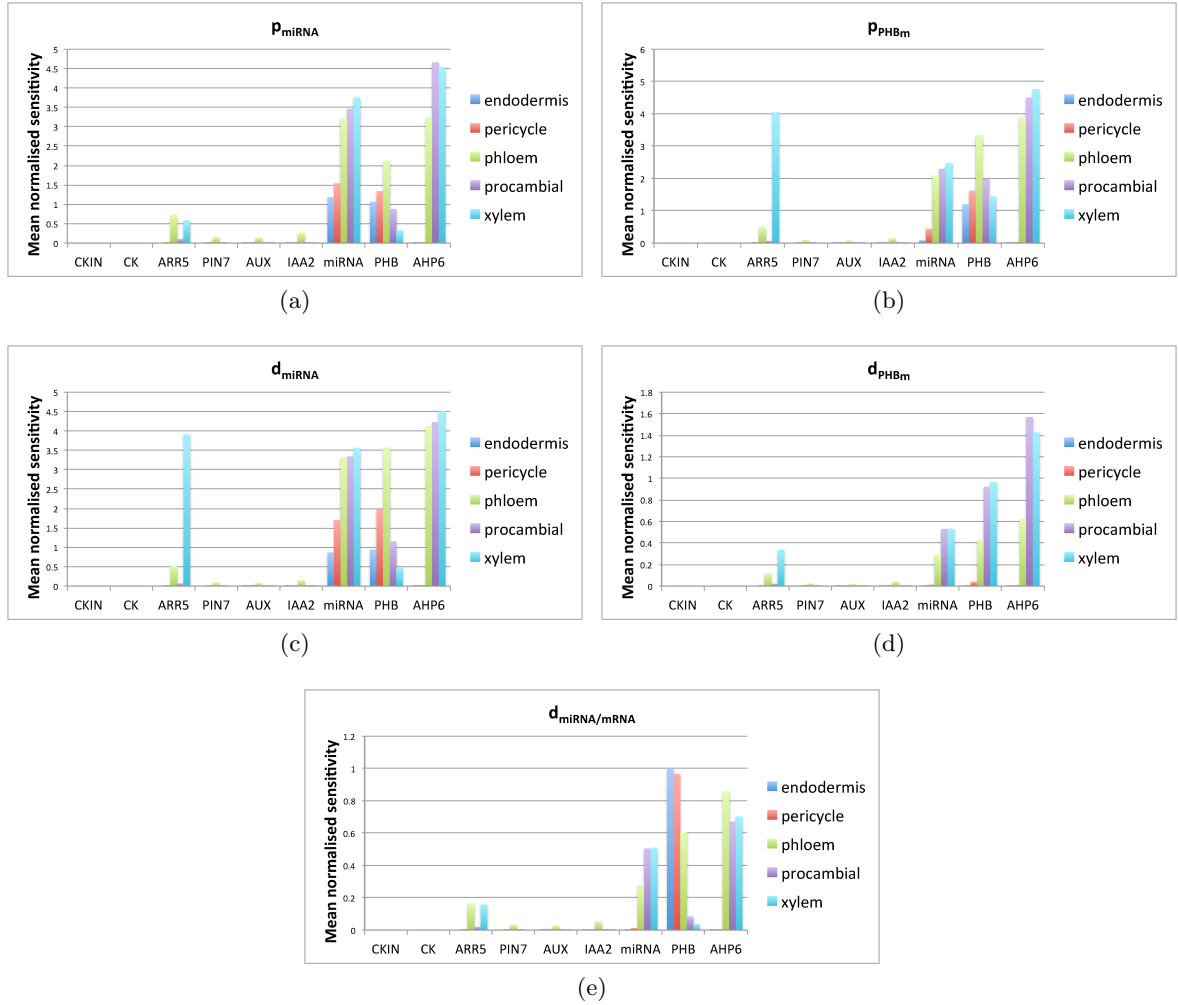 p_miRNA
Mean normalised sensitivity
5
4.5
4
3.5
3
2.5
2
1.5
1
0.5
0
CKIN CK ARR5 PIN7 AUX IAA2 miRNA PHB AHP6
endodermis
pericycle
phloem
procambial
xylem
(a)
p_PHBm
Mean normalised sensitivity
6
5
4
3
2
1
0
CKIN CK ARR5 PIN7 AUX IAA2 miRNA PHB AHP6
endodermis
pericycle
phloem
procambial
xylem
(b)
d_miRNA
Mean normalised sensitivity
5
4.5
4
3.5
3
2.5
2
1.5
1
0.5
0
CKIN CK ARR5 PIN7 AUX IAA2 miRNA PHB AHP6
endodermis
pericycle
phloem
procambial
xylem
(c)
d_PHBm
Mean normalised sensitivity
1.8
1.6
1.4
1.2
1
0.8
0.6
0.4
0.2
0
CKIN CK ARR5 PIN7 AUX IAA2 miRNA PHB AHP6
endodermis
pericycle
phloem
procambial
xylem
(d)
d_miRNA/mRNA
Mean normalised sensitivity
1.2
1
0.8
0.6
0.4
0.2
0
CKIN CK ARR5 PIN7 AUX IAA2 miRNA PHB AHP6
endodermis
pericycle
phloem
procambial
xylem
(e)